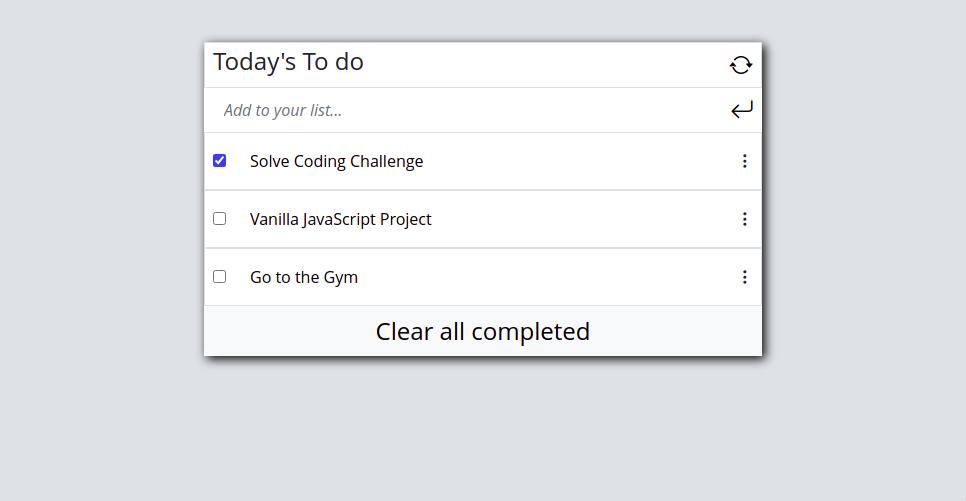 Today's To do
Add to your list...
Solve Coding Challenge
Vanilla JavaScript Project
Go to the Gym
Clear all completed